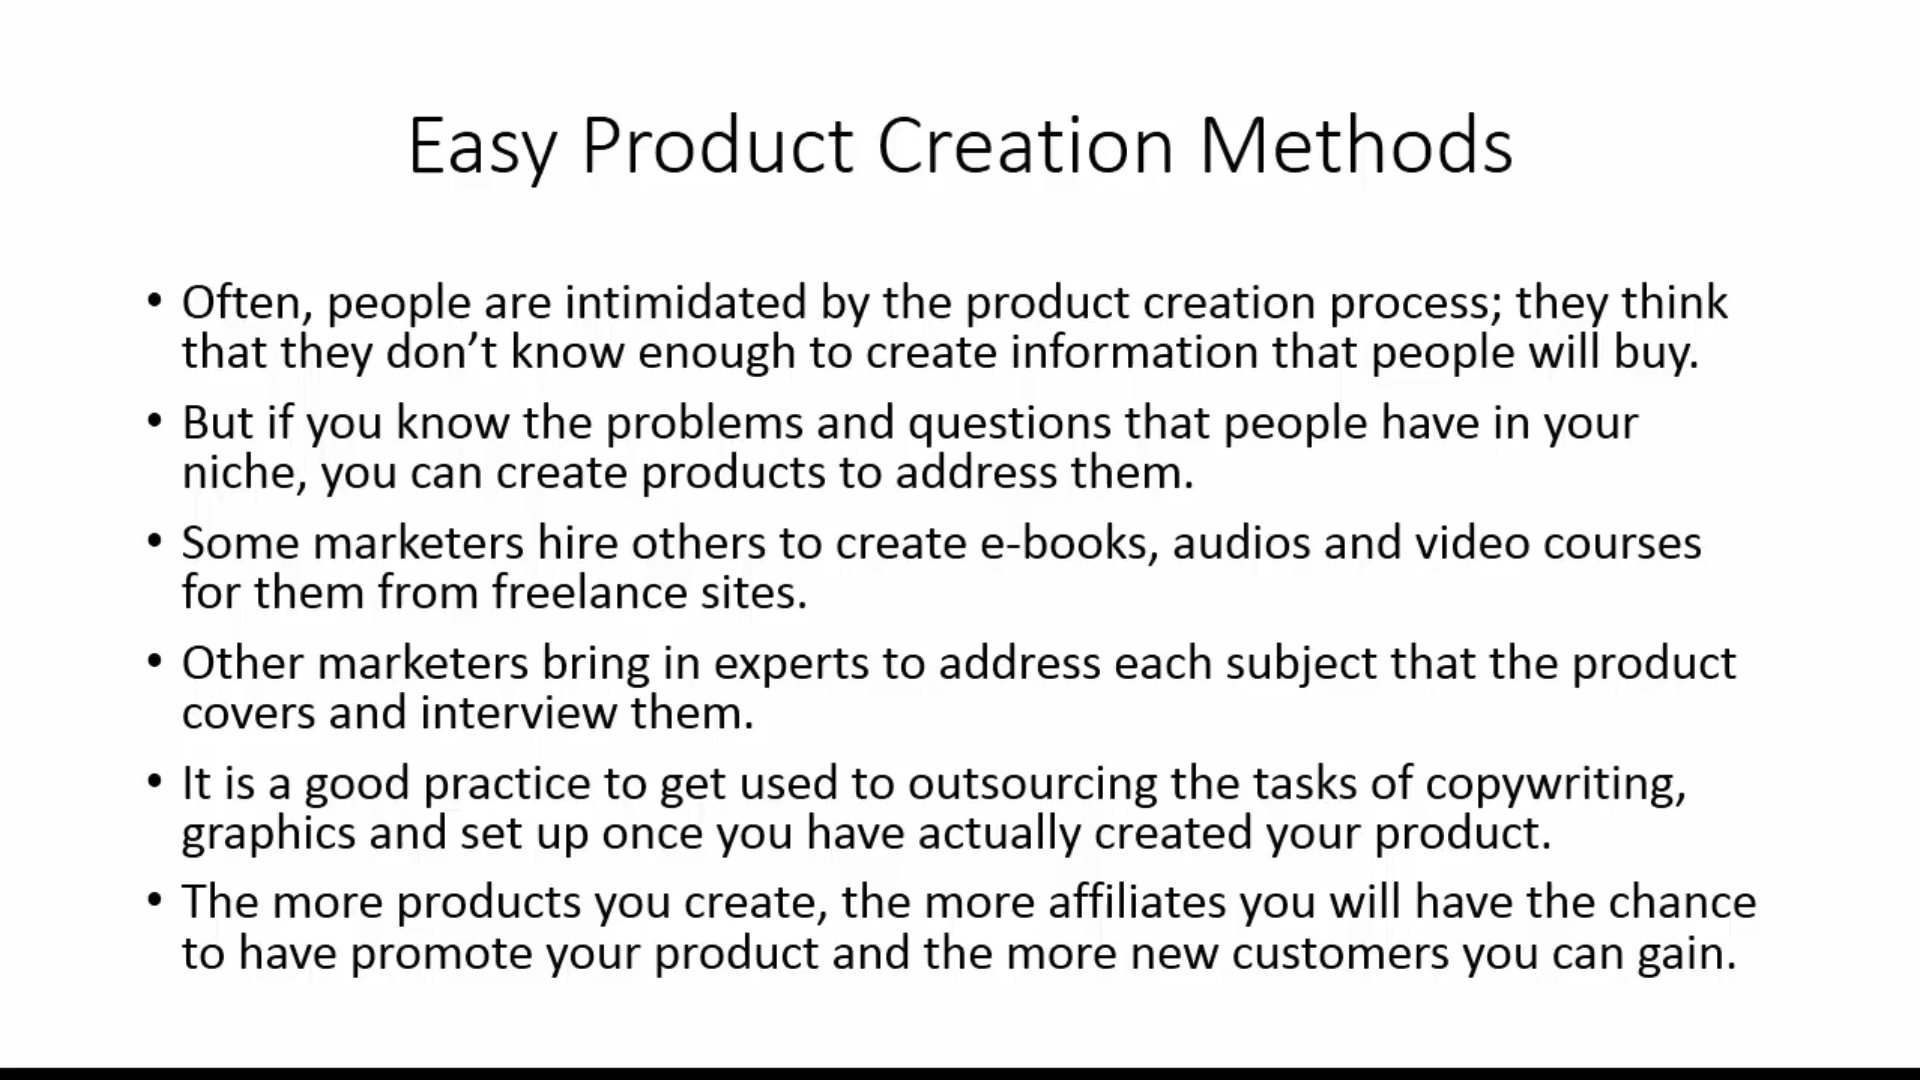 Easy Product Creation Methods
• Often, people are intimidated by the product creation process; they think
that they don’t know enough to create information that people will buy.
• But if you know the problems and questions that people have in your
niche, you can create products to address them.
• Some marketers hire others to create e-books, audios and video courses
for them from freelance sites.
• Other marketers bring in experts to address each subject that the product
covers and interview them.
• It is a good practice to get used to outsourcing the tasks of copywriting,
graphics and set up once you have actually created your product.
• The more products you create, the more affiliates you will have the chance
to have promote your product and the more new customers you can gain.